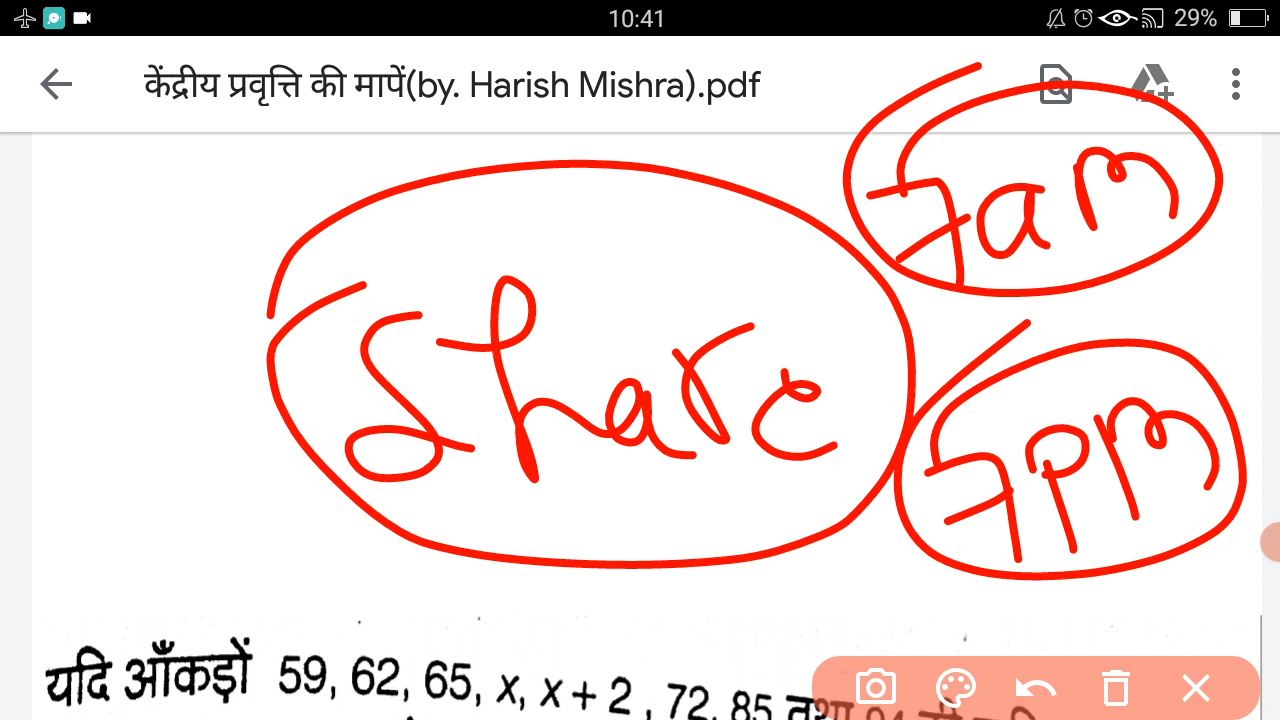 10:41
29%
केंद्रीय प्रवृत्ति की मापें(by. Harish Mishra).pdf
7am
Share
7pm
यदि आँकड़ों 59, 62, 65, x, x + 2 , 72, 85 तथा